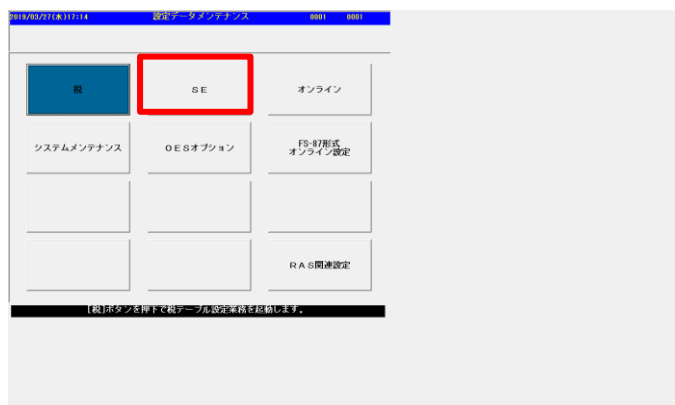 2019/03/27(水)17:14 設定データメンテナンス 0001 0001
税 SE オンライン
システムメンテナンス OESオプション FS-87形式
オンライン設定
RAS関連設定
[税]ボタンを押下で税テーブル設定業務を起動します。